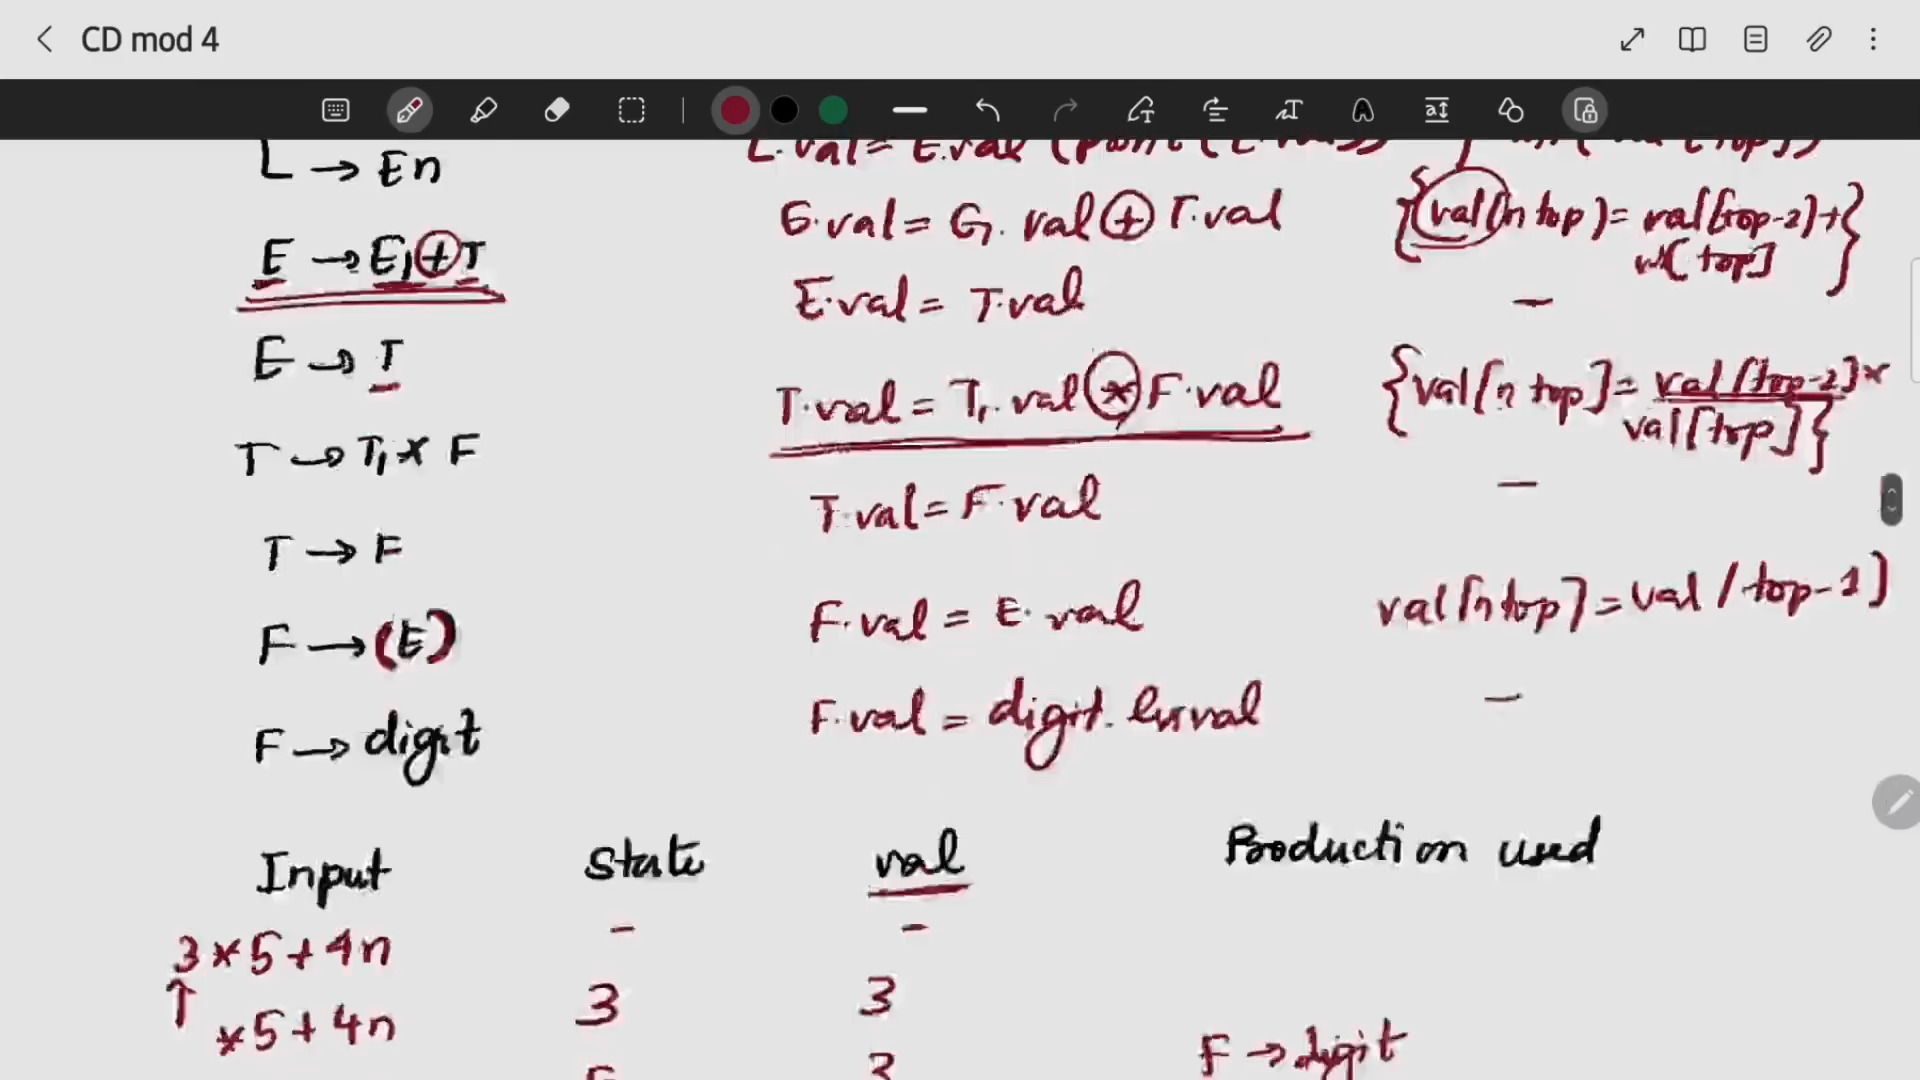 CD mod 4
L → En
E → E₁ + T
E → T
T → T₁ * F
T → F
F → (E)
F → digit
E.val = E₁. val + T.val
E.val = T.val
T.val = T₁. val * F.val
T.val = F.val
F.val = E. val
F.val = digit. lexval
{ val[n top) = val[top-2) + }
val[top]
-
{ val[n top] = val[top-2] *
val[top] }
-
val[n top] = val[top-1]
-
Input State val Production used
3 * 5 + 4n - -
3 3
* 5 + 4n
F → digit
3